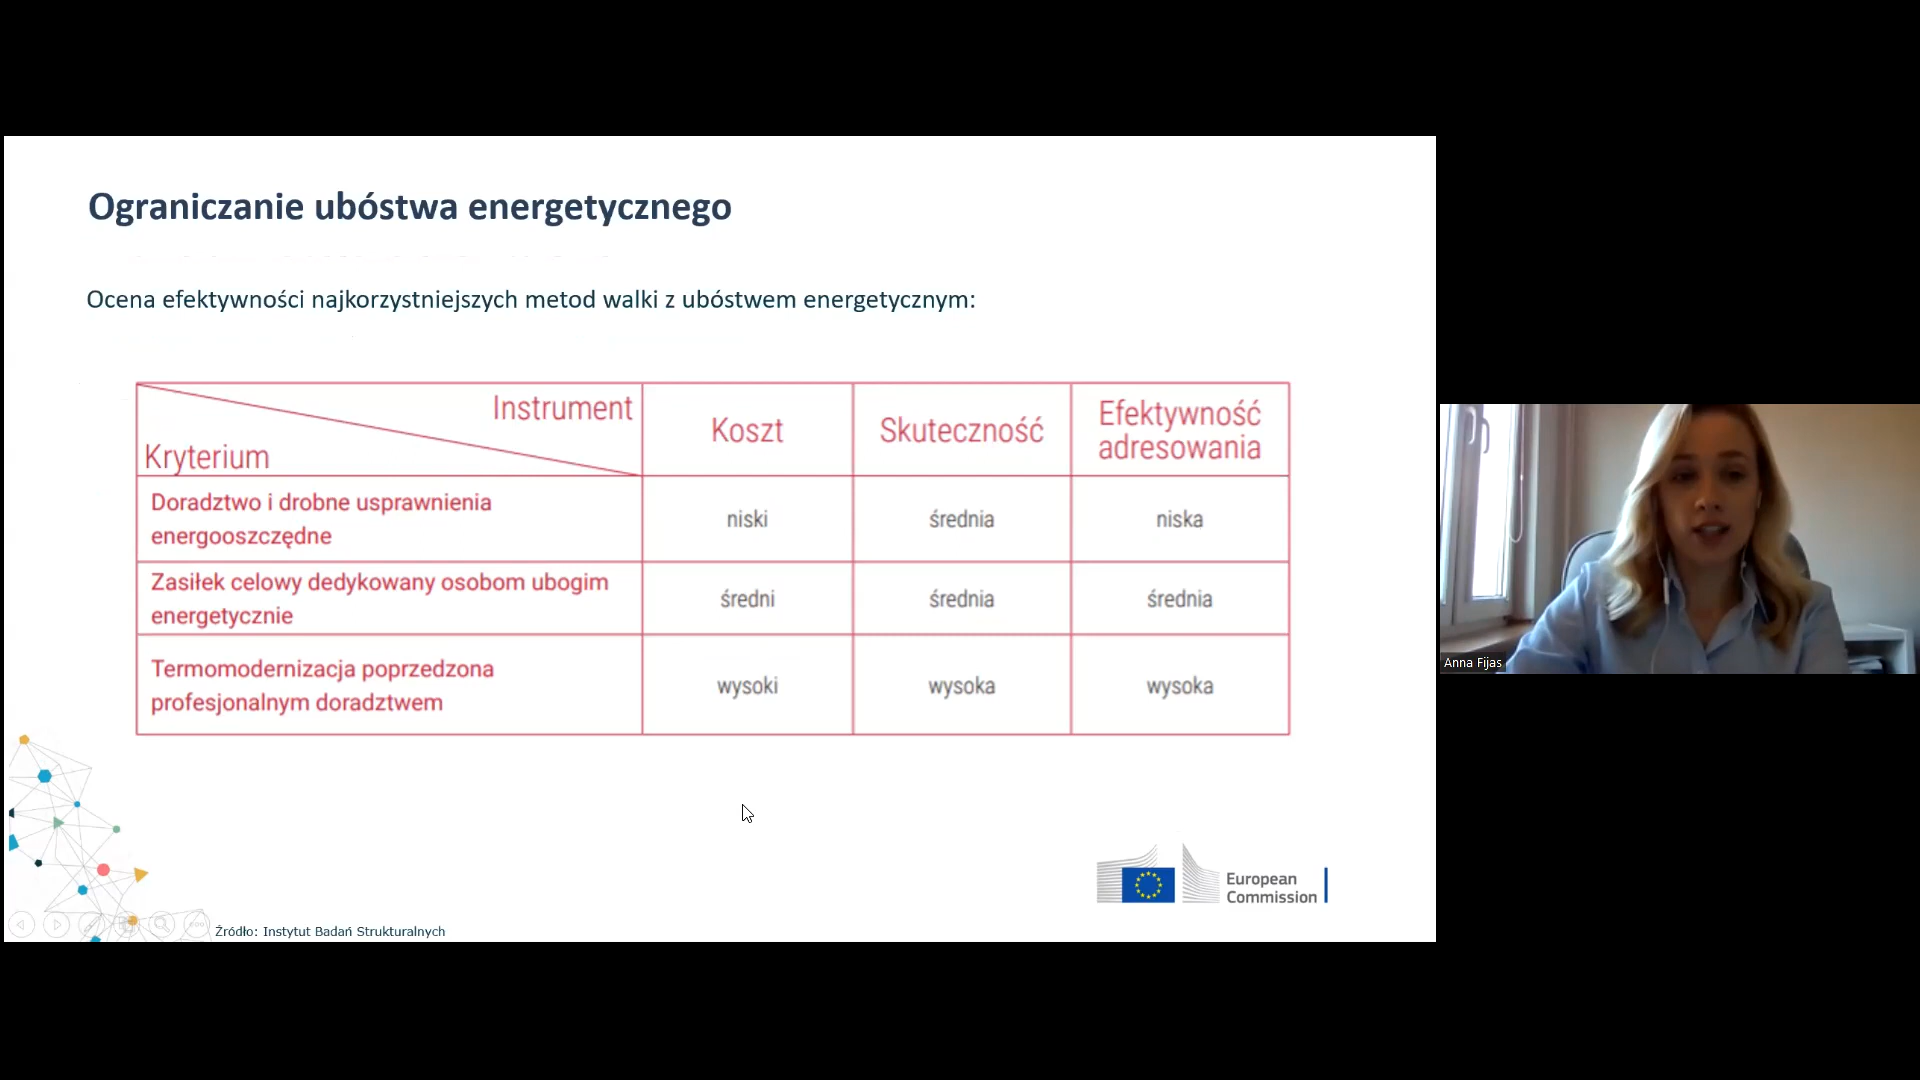 Ograniczanie ubóstwa energetycznego
Ocena efektywności najkorzystniejszych metod walki z ubóstwem energetycznym:
Instrument
Kryterium
Koszt
Skuteczność
Efektywność
adresowania
Doradztwo i drobne usprawnienia
energooszczędne
niski
średnia
niska
Zasiłek celowy dedykowany osobom ubogim
energetycznie
średni
średnia
średnia
Termomodernizacja poprzedzona
profesjonalnym doradztwem
wysoki
wysoka
wysoka
European
Commission
Źródło: Instytut Badań Strukturalnych
Anna Fijas